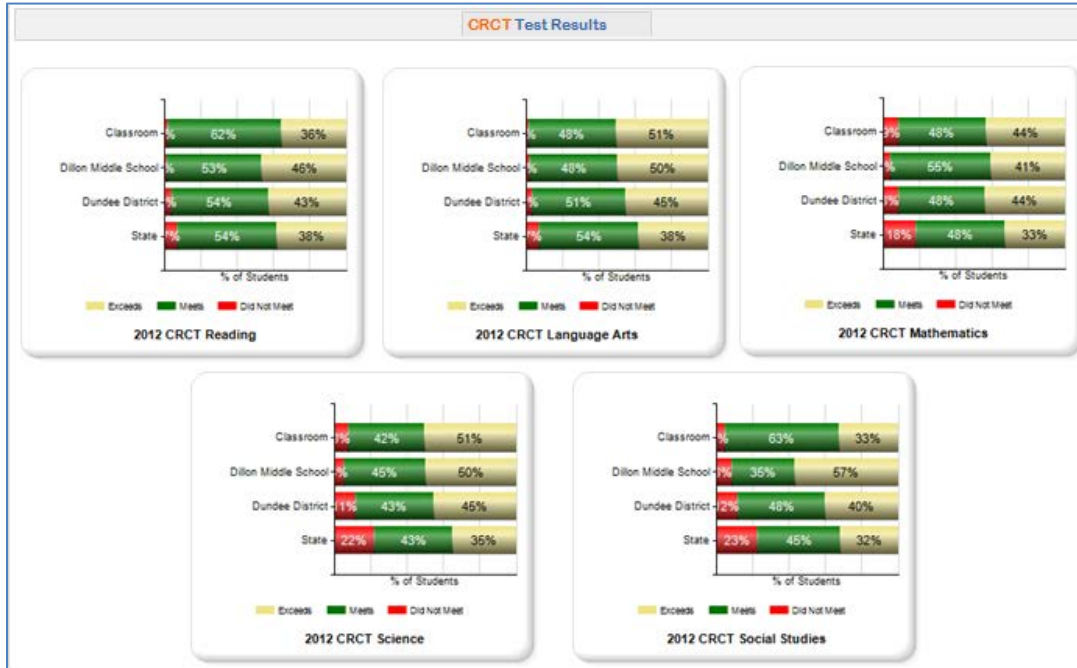 CRCT Test Results
Classroom % 62% 36%
Dillon Middle School % 53% 46%
Dundee District % 54% 43%
State 7% 54% 38%
% of Students
Exceeds Meets Did Not Meet
2012 CRCT Reading
Classroom % 48% 51%
Dillon Middle School % 48% 50%
Dundee District % 51% 45%
State % 54% 38%
% of Students
Exceeds Meets Did Not Meet
2012 CRCT Language Arts
Classroom 9% 48% 44%
Dillon Middle School % 55% 41%
Dundee District % 48% 44%
State 18% 48% 33%
% of Students
Exceeds Meets Did Not Meet
2012 CRCT Mathematics
Classroom % 42% 51%
Dillon Middle School % 45% 50%
Dundee District 11% 43% 45%
State 22% 43% 35%
% of Students
Exceeds Meets Did Not Meet
2012 CRCT Science
Classroom % 63% 33%
Dillon Middle School % 35% 57%
Dundee District 12% 48% 40%
State 23% 45% 32%
% of Students
Exceeds Meets Did Not Meet
2012 CRCT Social Studies